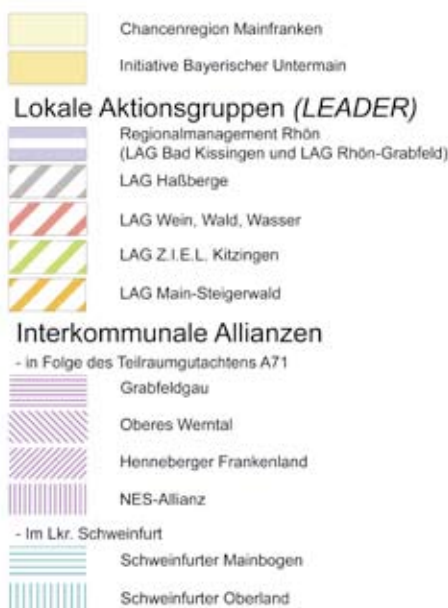 Chancenregion Mainfranken
Initiative Bayerischer Untermain
Lokale Aktionsgruppen (LEADER)
Regionalmanagement Rhön
(LAG Bad Kissingen und LAG Rhön-Grabfeld)
LAG Haßberge
LAG Wein, Wald, Wasser
LAG Z.I.E.L. Kitzingen
LAG Main-Steigerwald
Interkommunale Allianzen
- in Folge des Teilraumgutachtens A71
Grabfeldgau
Oberes Werntal
Henneberger Frankenland
NES-Allianz
- Im Lkr. Schweinfurt
Schweinfurter Mainbogen
Schweinfurter Oberland